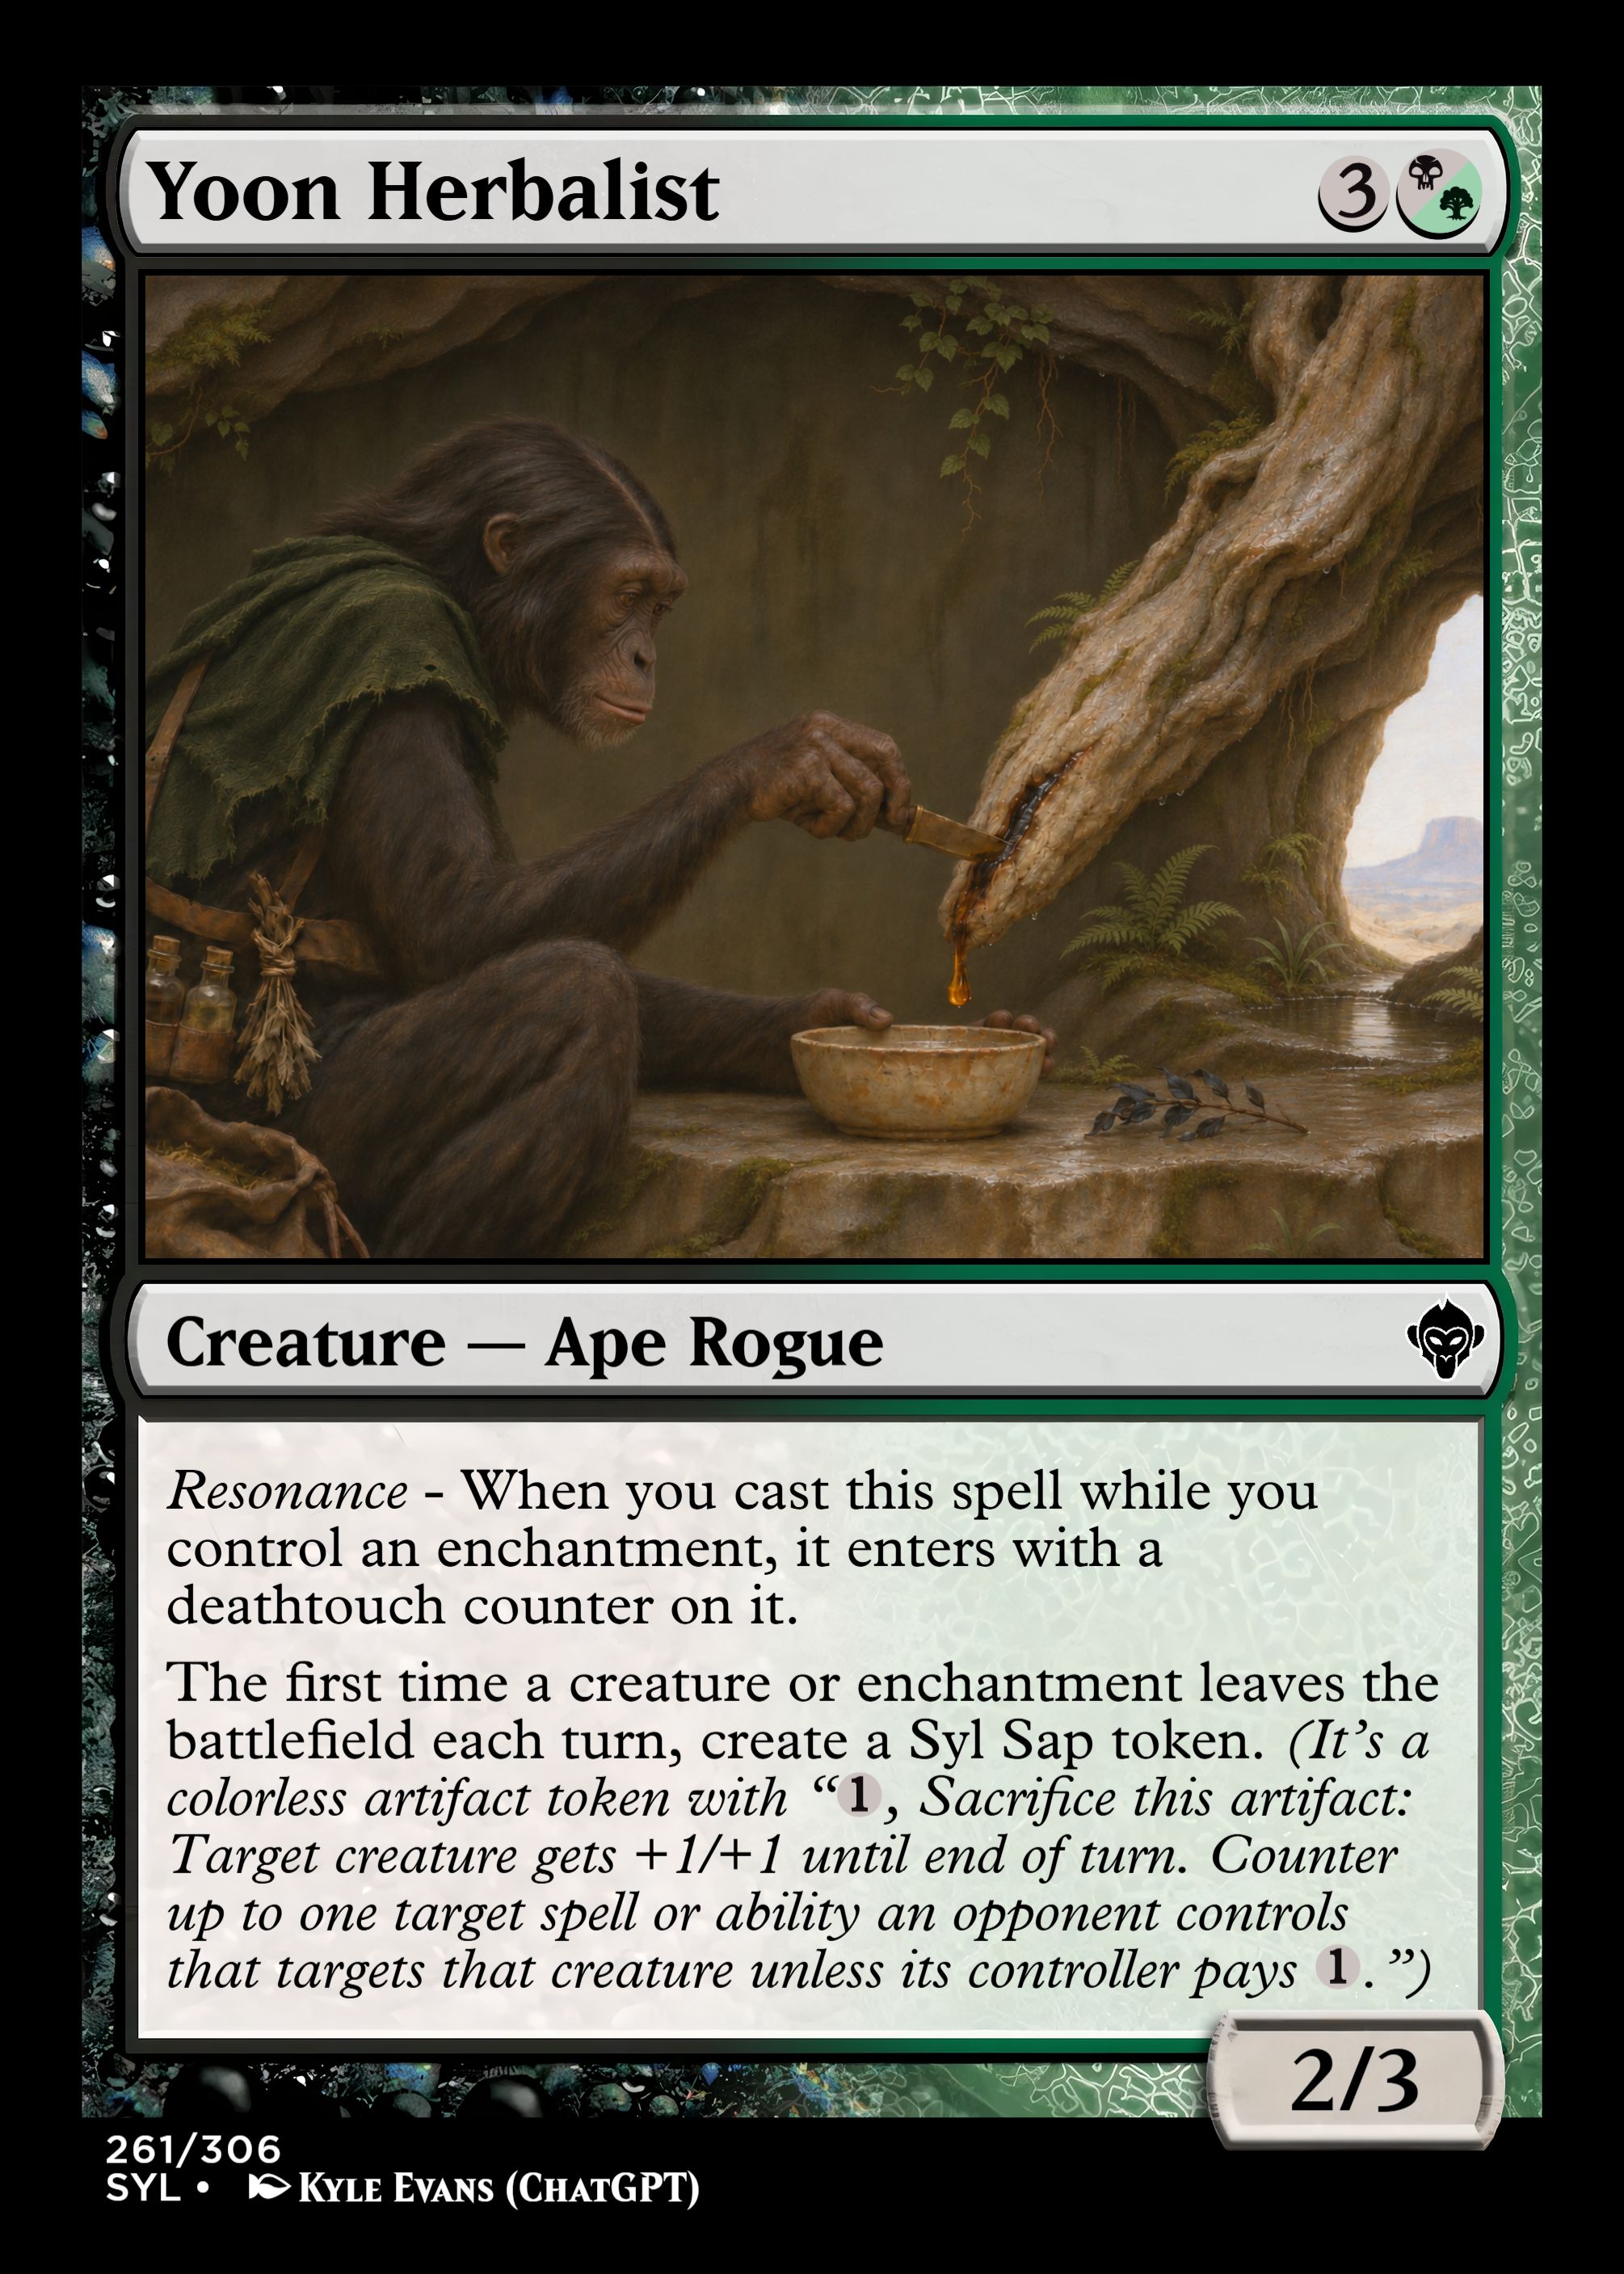 Yoon Herbalist 3
Creature — Ape Rogue
Resonance - When you cast this spell while you
control an enchantment, it enters with a
deathtouch counter on it.
The first time a creature or enchantment leaves the
battlefield each turn, create a Syl Sap token. (It's a
colorless artifact token with “1, Sacrifice this artifact:
Target creature gets +1/+1 until end of turn. Counter
up to one target spell or ability an opponent controls
that targets that creature unless its controller pays 1.”)
2/3
261/306
SYL • Kyle Evans (ChatGPT)